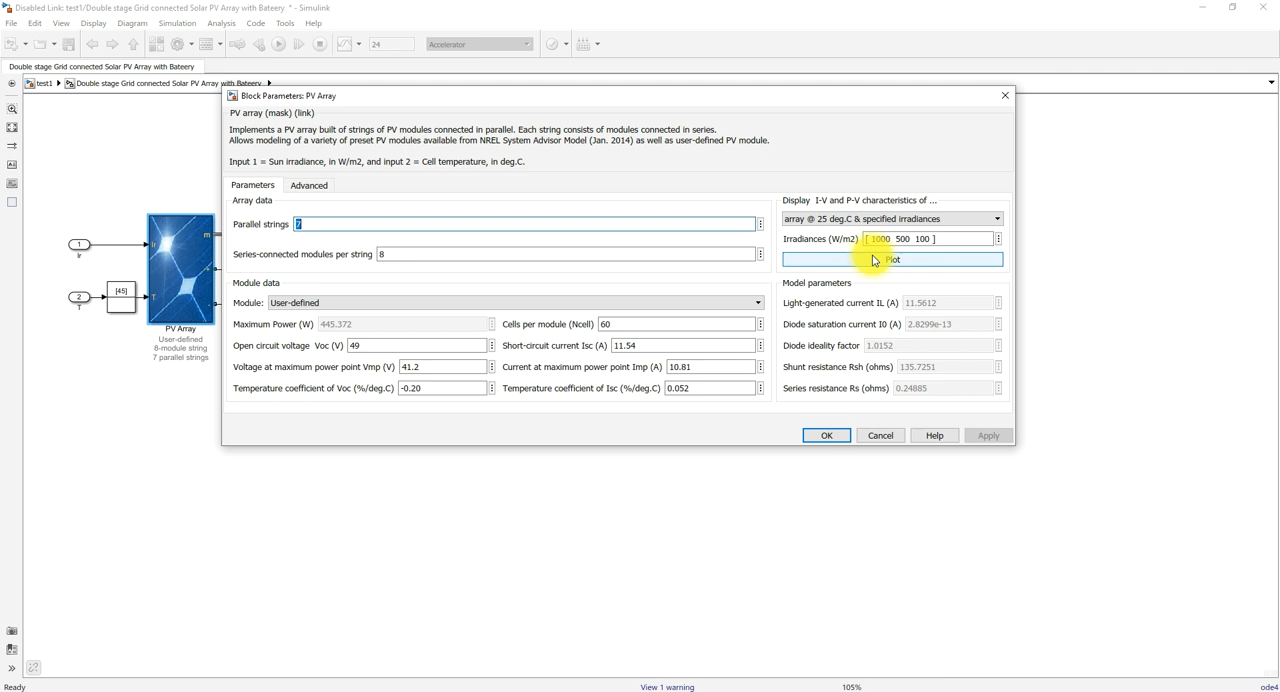 Disabled Link: test1/Double stage Grid connected Solar PV Array with Bateery * - Simulink
File Edit View Display Diagram Simulation Analysis Code Tools Help
24 Accelerator
Double stage Grid connected Solar PV Array with Bateery
test1 Double stage Grid connected Solar PV Array with Bateery
Block Parameters: PV Array
PV array (mask) (link)
Implements a PV array built of strings of PV modules connected in parallel. Each string consists of modules connected in series.
Allows modeling of a variety of preset PV modules available from NREL System Advisor Model (Jan. 2014) as well as user-defined PV module.
Input 1 = Sun irradiance, in W/m2, and input 2 = Cell temperature, in deg.C.
Parameters Advanced
Array data
Parallel strings 7
Series-connected modules per string 8
Display I-V and P-V characteristics of ...
array @ 25 deg.C & specified irradiances
Irradiances (W/m2) [ 1000 500 100 ]
Plot
Module data
Module: User-defined
Maximum Power (W) 445.372 Cells per module (Ncell) 60
Open circuit voltage Voc (V) 49 Short-circuit current Isc (A) 11.54
Voltage at maximum power point Vmp (V) 41.2 Current at maximum power point Imp (A) 10.81
Temperature coefficient of Voc (%/deg.C) -0.20 Temperature coefficient of Isc (%/deg.C) 0.052
Model parameters
Light-generated current IL (A) 11.5612
Diode saturation current I0 (A) 2.8299e-13
Diode ideality factor 1.0152
Shunt resistance Rsh (ohms) 135.7251
Series resistance Rs (ohms) 0.24885
OK Cancel Help Apply
1
Ir
Ir
m
2
T
[45]
T
PV Array
User-defined
8-module string
7 parallel strings
Ready View 1 warning 105% ode4